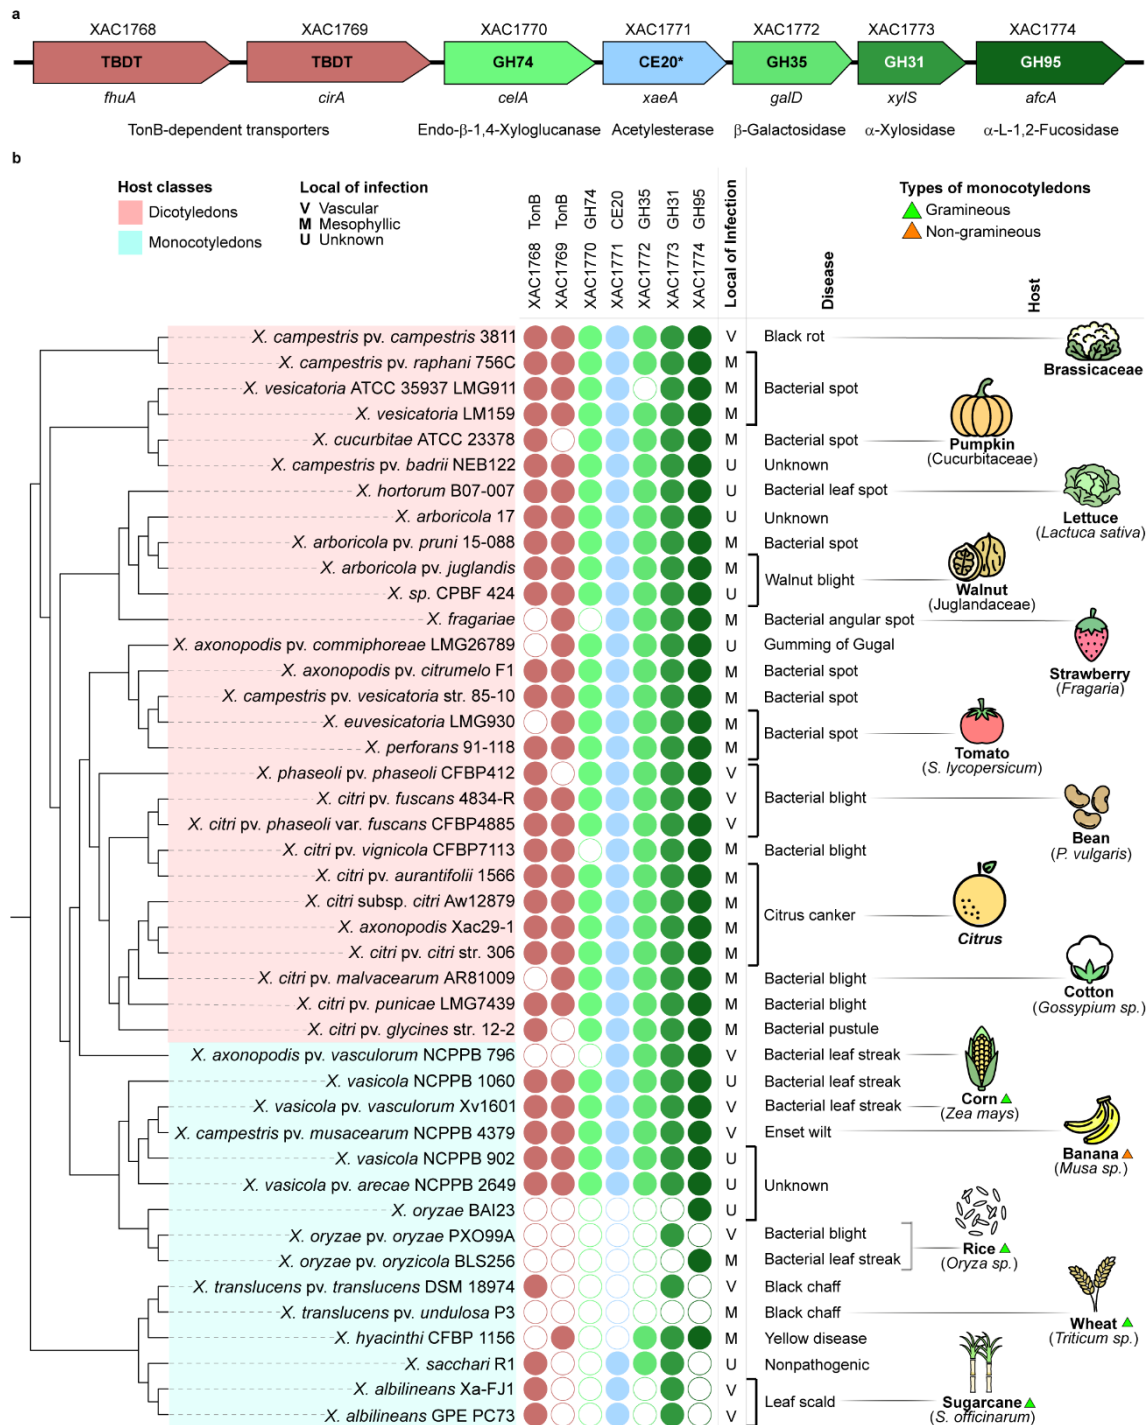 a
XAC1768 XAC1769 XAC1770 XAC1771 XAC1772 XAC1773 XAC1774
TBDT TBDT GH74 CE20* GH35 GH31 GH95
fhuA cirA celA xaeA galD xylS afcA
TonB-dependent transporters Endo-β-1,4-Xyloglucanase Acetylesterase β-Galactosidase α-Xylosidase α-L-1,2-Fucosidase
b
Host classes
Dicotyledons
Monocotyledons
Local of infection
V Vascular
M Mesophyllic
U Unknown
XAC1768 TonB
XAC1769 TonB
XAC1770 GH74
XAC1771 CE20
XAC1772 GH35
XAC1773 GH31
XAC1774 GH95
Local of Infection
Disease
Host
Types of monocotyledons
Gramineous
Non-gramineous
X. campestris pv. campestris 3811 V Black rot
X. campestris pv. raphani 756C M
X. vesicatoria ATCC 35937 LMG911 M Bacterial spot
X. vesicatoria LM159 M
X. cucurbitae ATCC 23378 M Bacterial spot
X. campestris pv. badrii NEB122 U Unknown
X. hortorum B07-007 U Bacterial leaf spot
X. arboricola 17 U Unknown
X. arboricola pv. pruni 15-088 M Bacterial spot
X. arboricola pv. juglandis M Walnut blight
X. sp. CPBF 424 U
X. fragariae M Bacterial angular spot
X. axonopodis pv. commiphoreae LMG26789 U Gumming of Gugal
X. axonopodis pv. citrumelo F1 M Bacterial spot
X. campestris pv. vesicatoria str. 85-10 M Bacterial spot
X. euvesicatoria LMG930 M Bacterial spot
X. perforans 91-118 M
X. phaseoli pv. phaseoli CFBP412 V
X. citri pv. fuscans 4834-R V Bacterial blight
X. citri pv. phaseoli var. fuscans CFBP4885 V
X. citri pv. vignicola CFBP7113 M Bacterial blight
X. citri pv. aurantifolii 1566 M
X. citri subsp. citri Aw12879 M Citrus canker
X. axonopodis Xac29-1 M
X. citri pv. citri str. 306 M
X. citri pv. malvacearum AR81009 M Bacterial blight
X. citri pv. punicae LMG7439 M Bacterial blight
X. citri pv. glycines str. 12-2 M Bacterial pustule
X. axonopodis pv. vasculorum NCPPB 796 V Bacterial leaf streak
X. vasicola NCPPB 1060 U Bacterial leaf streak
X. vasicola pv. vasculorum Xv1601 V Bacterial leaf streak
X. campestris pv. musacearum NCPPB 4379 V Enset wilt
X. vasicola NCPPB 902 U
X. vasicola pv. arecae NCPPB 2649 U Unknown
X. oryzae BAI23 U
X. oryzae pv. oryzae PXO99A V Bacterial blight
X. oryzae pv. oryzicola BLS256 M Bacterial leaf streak
X. translucens pv. translucens DSM 18974 V Black chaff
X. translucens pv. undulosa P3 M Black chaff
X. hyacinthi CFBP 1156 M Yellow disease
X. sacchari R1 U Nonpathogenic
X. albilineans Xa-FJ1 V Leaf scald
X. albilineans GPE PC73 V
Brassicaceae
Pumpkin
(Cucurbitaceae)
Lettuce
(Lactuca sativa)
Walnut
(Juglandaceae)
Strawberry
(Fragaria)
Tomato
(S. lycopersicum)
Bean
(P. vulgaris)
Citrus
Cotton
(Gossypium sp.)
Corn
(Zea mays)
Banana
(Musa sp.)
Rice
(Oryza sp.)
Wheat
(Triticum sp.)
Sugarcane
(S. officinarum)